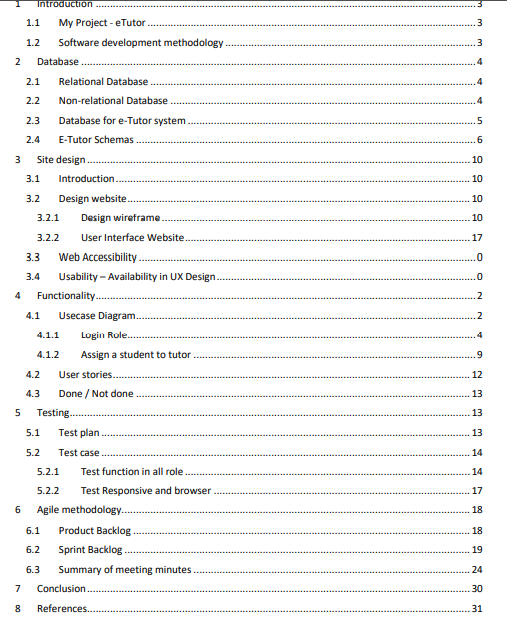 1 Introduction ........ 3
1.1 My Project - eTutor ........ 3
1.2 Software development methodology ........ 3
2 Database ........ 4
2.1 Relational Database ........ 4
2.2 Non-relational Database ........ 4
2.3 Database for e-Tutor system ........ 5
2.4 E-Tutor Schemas ........ 6
3 Site design ........ 10
3.1 Introduction ........ 10
3.2 Design website ........ 10
3.2.1 Design wireframe ........ 10
3.2.2 User Interface Website ........ 17
3.3 Web Accessibility ........ 0
3.4 Usability – Availability in UX Design ........ 0
4 Functionality ........ 2
4.1 Usecase Diagram ........ 2
4.1.1 Login Role ........ 4
4.1.2 Assign a student to tutor ........ 9
4.2 User stories ........ 12
4.3 Done / Not done ........ 13
5 Testing ........ 13
5.1 Test plan ........ 13
5.2 Test case ........ 14
5.2.1 Test function in all role ........ 14
5.2.2 Test Responsive and browser ........ 17
6 Agile methodology ........ 18
6.1 Product Backlog ........ 18
6.2 Sprint Backlog ........ 19
6.3 Summary of meeting minutes ........ 24
7 Conclusion ........ 30
8 References ........ 31